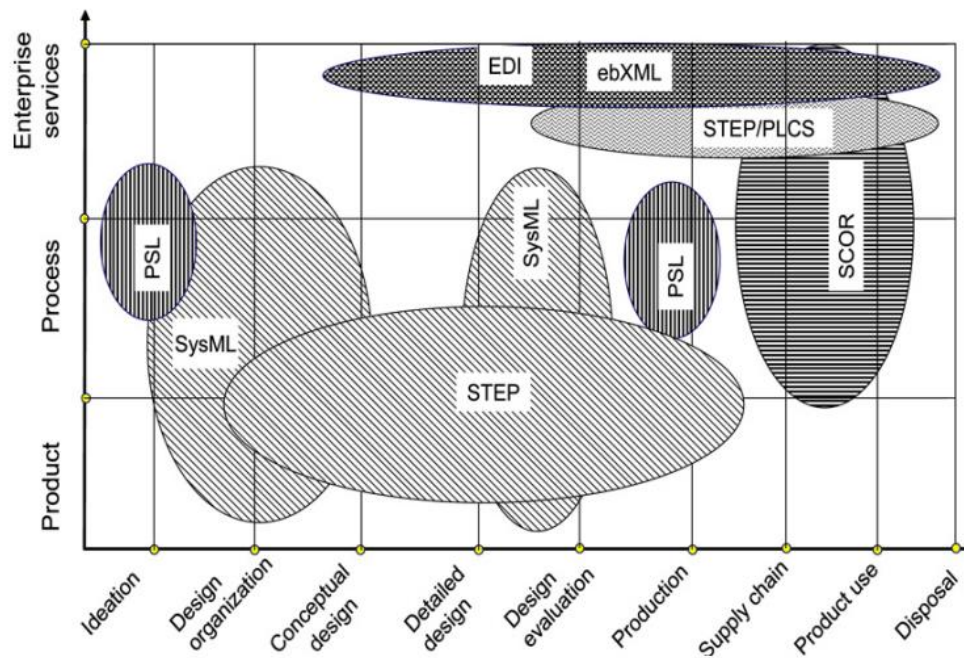 Enterprise
services
Process
Product
EDI
ebXML
STEP/PLCS
SysML
PSL
PSL
SCOR
SysML
STEP
Ideation
Design
organization
Conceptual
design
Detailed
design
Design
evaluation
Production
Supply chain
Product use
Disposal